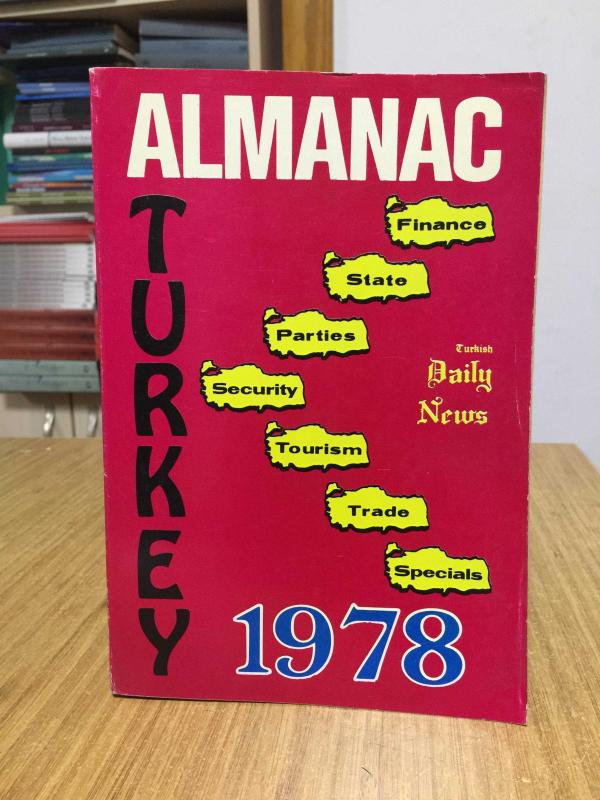 ALMANAC
TURKEY
Finance
State
Parties
Security
Tourism
Trade
Specials
Turkish
Daily
News
1978